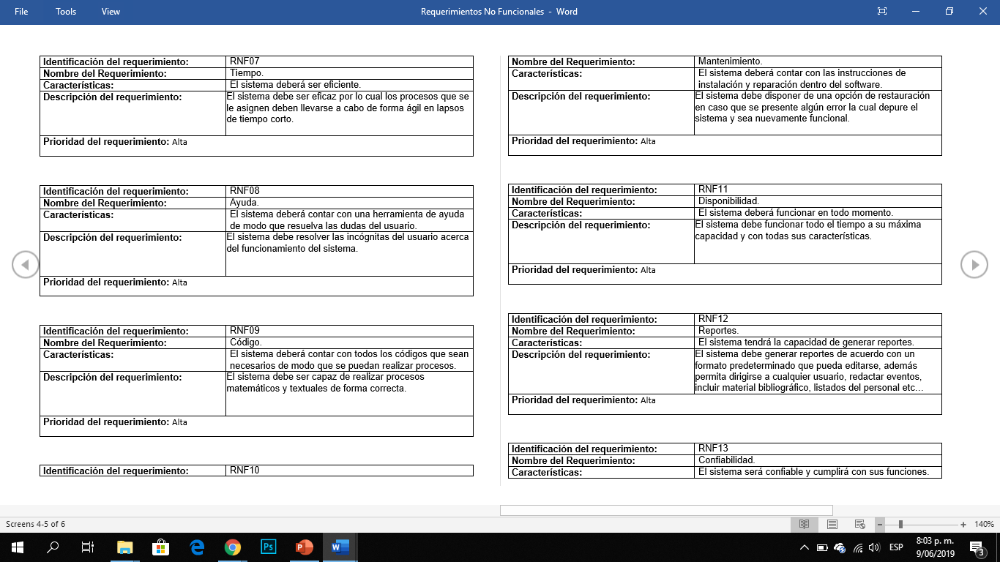 File Tools View Requerimientos No Funcionales - Word
Identificación del requerimiento: RNF07
Nombre del Requerimiento: Tiempo.
Características: El sistema deberá ser eficiente.
Descripción del requerimiento: El sistema debe ser eficaz por lo cual los procesos que se
le asignen deben llevarse a cabo de forma ágil en lapsos
de tiempo corto.
Prioridad del requerimiento: Alta
Identificación del requerimiento: RNF08
Nombre del Requerimiento: Ayuda.
Características: El sistema deberá contar con una herramienta de ayuda
de modo que resuelva las dudas del usuario.
Descripción del requerimiento: El sistema debe resolver las incógnitas del usuario acerca
del funcionamiento del sistema.
Prioridad del requerimiento: Alta
Identificación del requerimiento: RNF09
Nombre del Requerimiento: Código.
Características: El sistema deberá contar con todos los códigos que sean
necesarios de modo que se puedan realizar procesos.
Descripción del requerimiento: El sistema debe ser capaz de realizar procesos
matemáticos y textuales de forma correcta.
Prioridad del requerimiento: Alta
Identificación del requerimiento: RNF10
Nombre del Requerimiento: Mantenimiento.
Características: El sistema deberá contar con las instrucciones de
instalación y reparación dentro del software.
Descripción del requerimiento: El sistema debe disponer de una opción de restauración
en caso que se presente algún error la cual depure el
sistema y sea nuevamente funcional.
Prioridad del requerimiento: Alta
Identificación del requerimiento: RNF11
Nombre del Requerimiento: Disponibilidad.
Características: El sistema deberá funcionar en todo momento.
Descripción del requerimiento: El sistema debe funcionar todo el tiempo a su máxima
capacidad y con todas sus características.
Prioridad del requerimiento: Alta
Identificación del requerimiento: RNF12
Nombre del Requerimiento: Reportes.
Características: El sistema tendrá la capacidad de generar reportes.
Descripción del requerimiento: El sistema debe generar reportes de acuerdo con un
formato predeterminado que pueda editarse, además
permita dirigirse a cualquier usuario, redactar eventos,
incluir material bibliográfico, listados del personal etc…
Prioridad del requerimiento: Alta
Identificación del requerimiento: RNF13
Nombre del Requerimiento: Confiabilidad.
Características: El sistema será confiable y cumplirá con sus funciones.
Screens 4-5 of 6 140%
Ps P W ESP 8:03 p. m.
9/06/2019 3